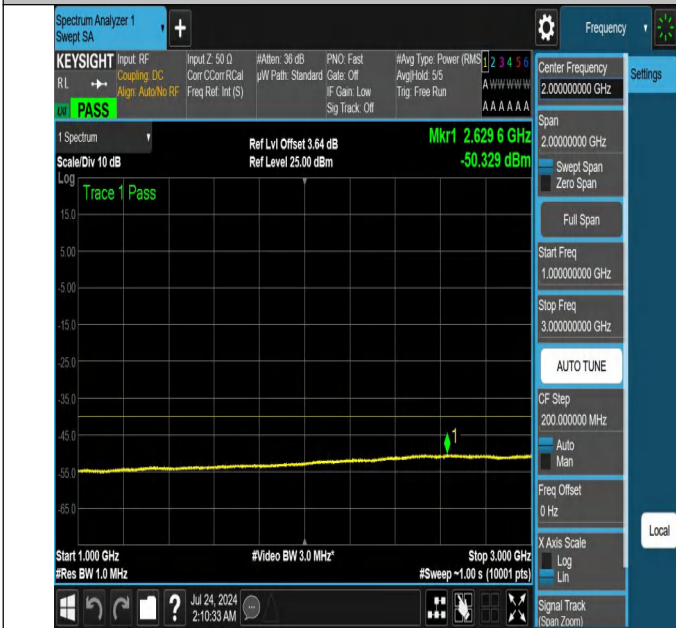 Spectrum Analyzer 1
Swept SA
+
Frequency
KEYSIGHT
RL
PASS
Input: RF
Coupling: DC
Align: Auto/No RF
Input Z: 50 Ω
Corr CCorr RCal
Freq Ref: Int (S)
#Atten: 36 dB
µW Path: Standard
PNO: Fast
Gate: Off
IF Gain: Low
Sig Track: Off
#Avg Type: Power (RMS
Avg|Hold: 5/5
Trig: Free Run
1 2 3 4 5 6
A W W W W W
A A A A A A
1 Spectrum
Scale/Div 10 dB
Log
Ref Lvl Offset 3.64 dB
Ref Level 25.00 dBm
Mkr1 2.629 6 GHz
-50.329 dBm
Trace 1 Pass
15.0
5.00
-5.00
-15.0
-25.0
-35.0
-45.0
-55.0
-65.0
1
Start 1.000 GHz
#Res BW 1.0 MHz
#Video BW 3.0 MHz*
Stop 3.000 GHz
#Sweep ~1.00 s (10001 pts)
Center Frequency
2.000000000 GHz
Span
2.00000000 GHz
Swept Span
Zero Span
Full Span
Start Freq
1.000000000 GHz
Stop Freq
3.000000000 GHz
AUTO TUNE
CF Step
200.000000 MHz
Auto
Man
Freq Offset
0 Hz
X Axis Scale
Log
Lin
Signal Track
(Span Zoom)
Settings
Local
?
Jul 24, 2024
2:10:33 AM